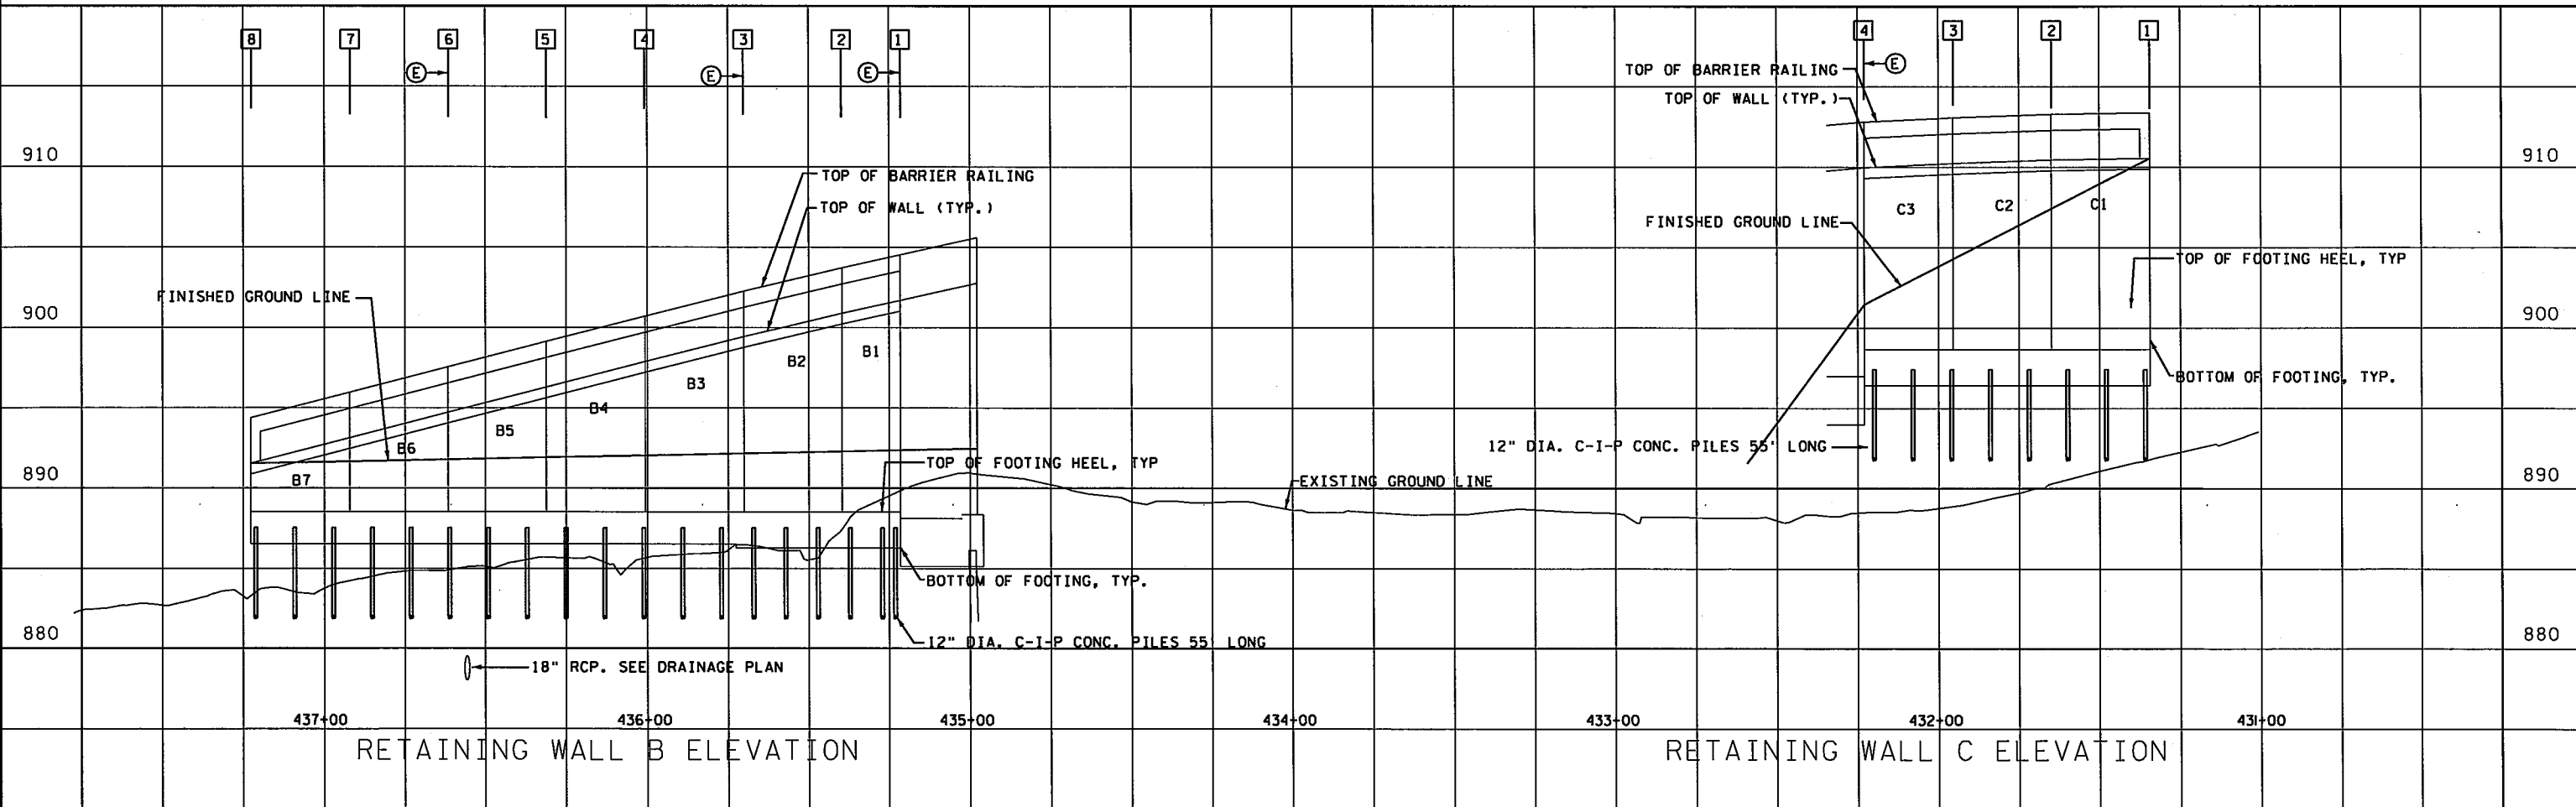 8 7 6 5 4 3 2 1
E E E
4 3 2 1
E
TOP OF BARRIER RAILING
TOP OF WALL (TYP.)
910
910
TOP OF BARRIER RAILING
TOP OF WALL (TYP.)
C3 C2 C1
FINISHED GROUND LINE
TOP OF FOOTING HEEL, TYP
FINISHED GROUND LINE
900
900
B1
B2
B3
B4
B5
B6
B7
BOTTOM OF FOOTING, TYP.
12" DIA. C-I-P CONC. PILES 55' LONG
TOP OF FOOTING HEEL, TYP
890
890
EXISTING GROUND LINE
BOTTOM OF FOOTING, TYP.
880
880
12" DIA. C-I-P CONC. PILES 55' LONG
18" RCP. SEE DRAINAGE PLAN
437+00 436+00 435+00 434+00 433+00 432+00 431+00
RETAINING WALL B ELEVATION
RETAINING WALL C ELEVATION